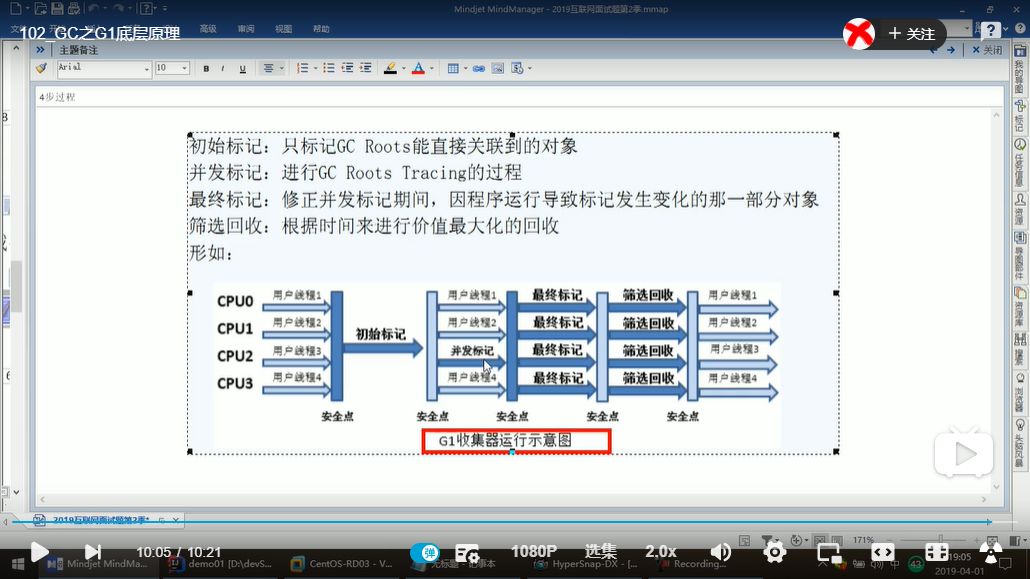 Mindjet MindManager - 2019互联网面试题第2季.mmap
102_GC之G1底层原理
高级
审阅
视图
帮助
+ 关注
主题备注
关闭
Arial
10
B I U
4步过程
初始标记：只标记GC Roots能直接关联到的对象
并发标记：进行GC Roots Tracing的过程
最终标记：修正并发标记期间，因程序运行导致标记发生变化的那一部分对象
筛选回收：根据时间来进行价值最大化的回收
形如：
CPU0 用户线程1 用户线程1 最终标记 筛选回收 用户线程1
CPU1 用户线程2 初始标记 用户线程2 最终标记 筛选回收 用户线程2
CPU2 用户线程3 并发标记 最终标记 筛选回收 用户线程3
CPU3 用户线程4 用户线程4 最终标记 筛选回收 用户线程4
安全点 安全点 安全点 安全点 安全点
G1收集器运行示意图
我的导图
标记
任务信息
资源
导图部件
资源库
搜索
浏览器
头脑风暴
2019互联网面试题第2季*
171%
10:05 / 10:21
弹
1080P
选集
2.0x
Mindjet MindMa...
demo01 [D:\devS...
CentOS-RD03 - V...
无标题 - 记事本
HyperSnap-DX - [...
Recording...
中
43
19:05
2019-04-01